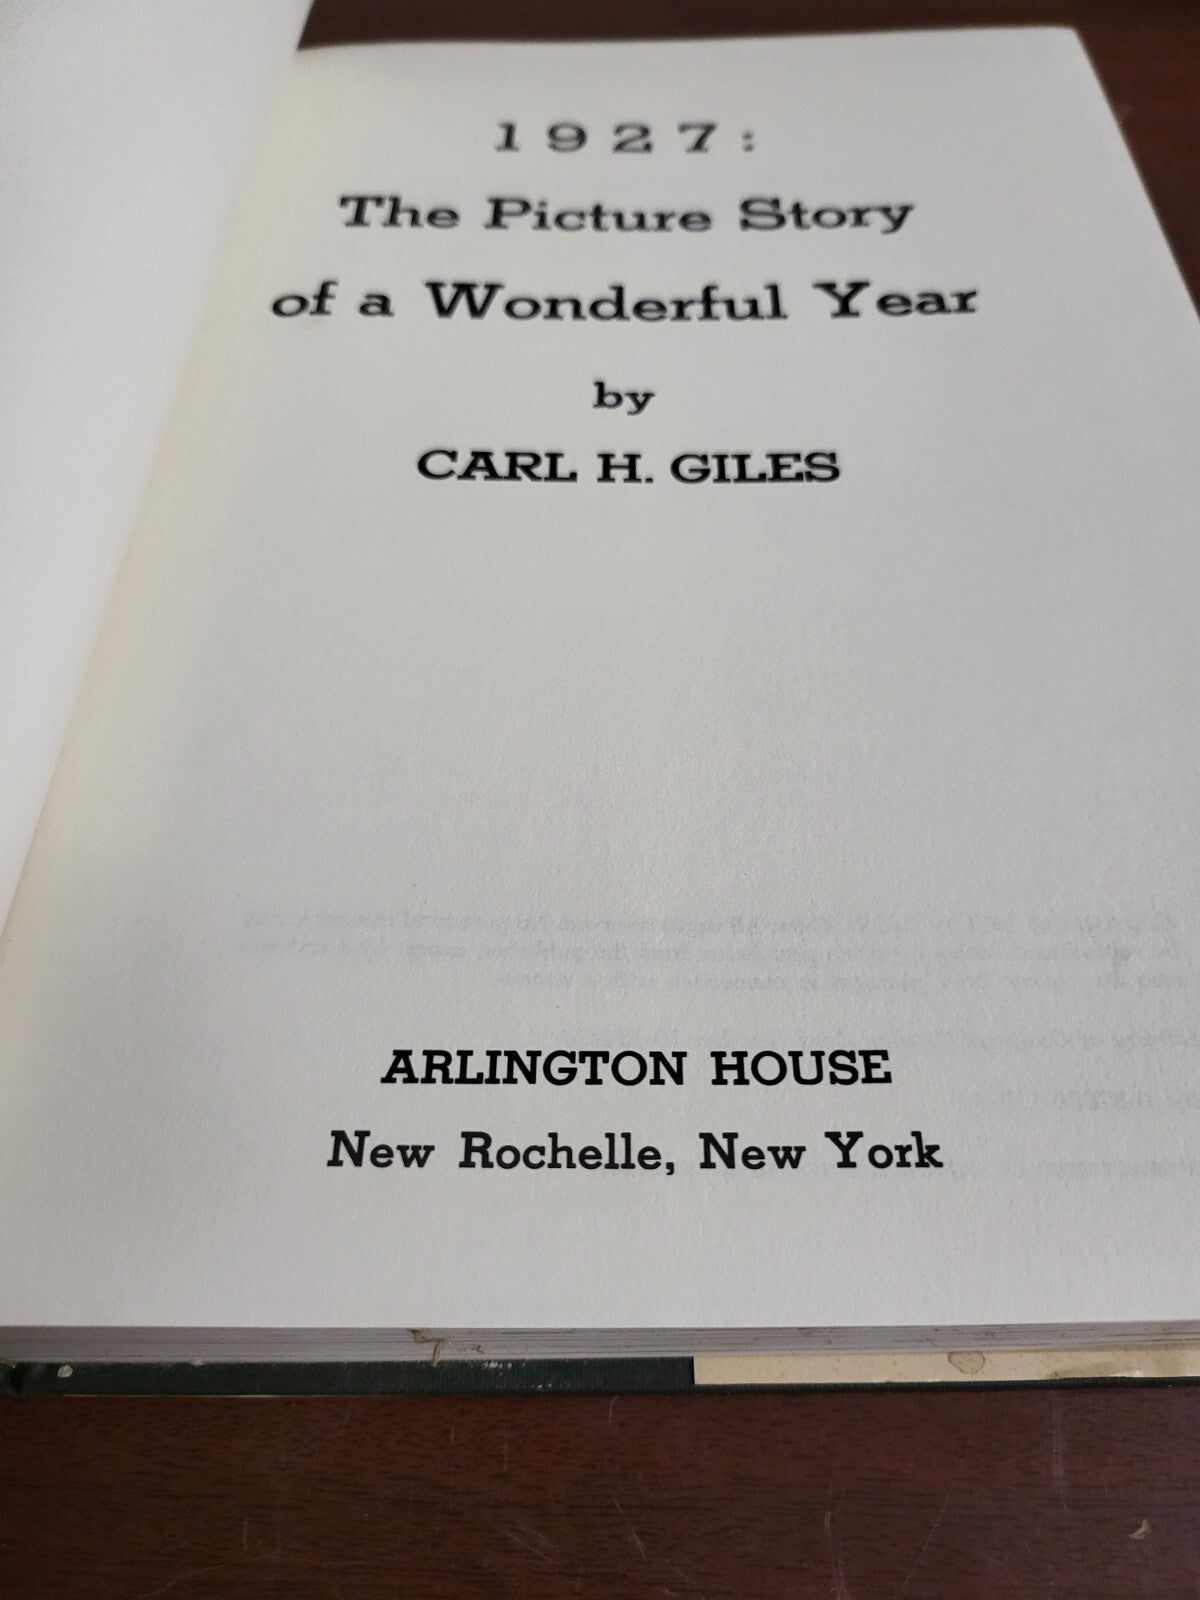 1927:
The Picture Story
of a Wonderful Year
by
CARL H. GILES
ARLINGTON HOUSE
New Rochelle, New York